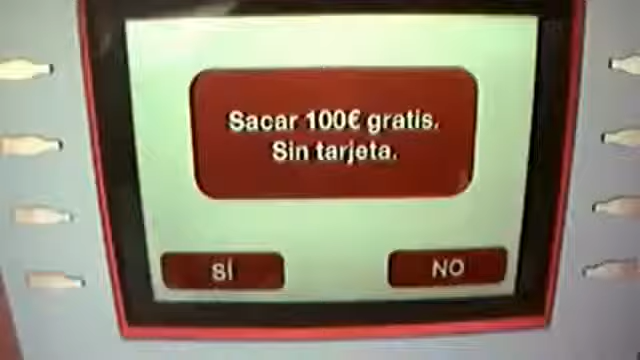 Sacar 100€ gratis.
Sin tarjeta.
SÍ
NO